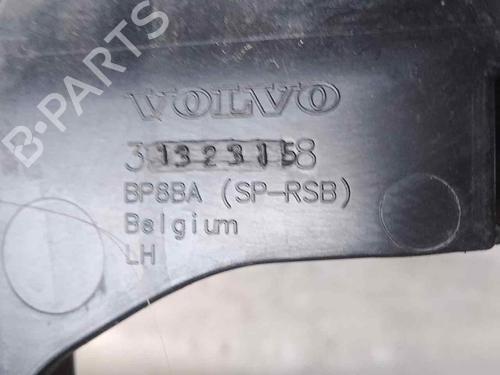 VOLVO
31323158
BP8BA (SP-RSB)
Belgium
LH
B-PARTS